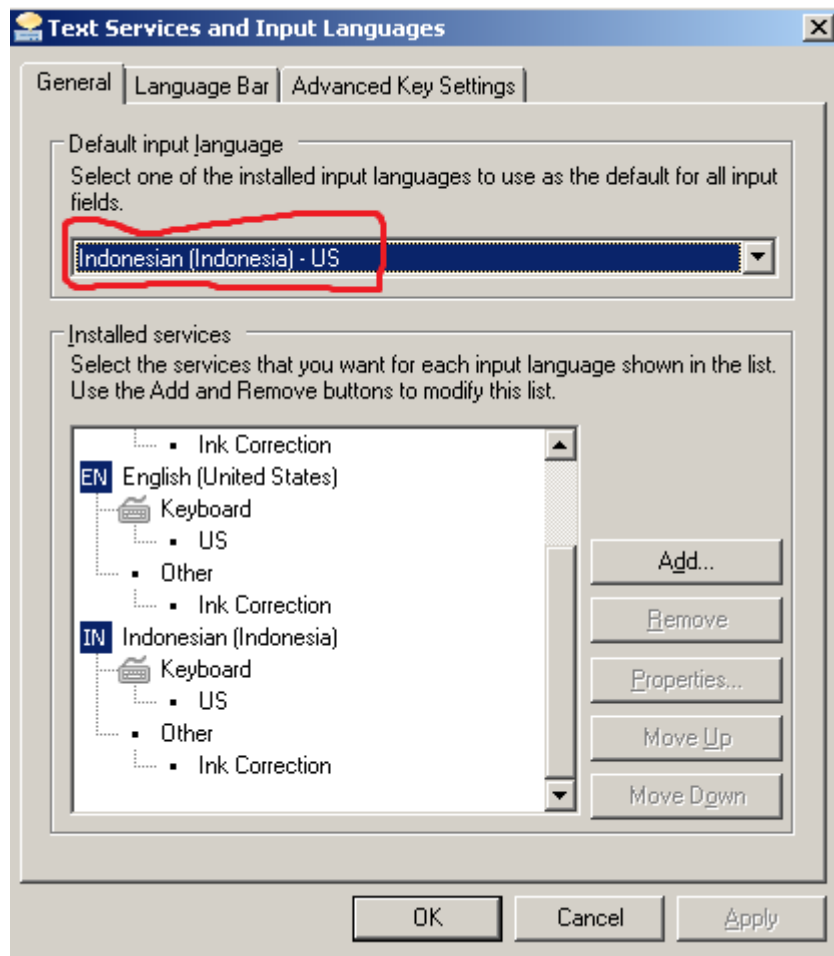 Text Services and Input Languages
General
Language Bar
Advanced Key Settings
Default input language
Select one of the installed input languages to use as the default for all input
fields.
Indonesian (Indonesia) - US
Installed services
Select the services that you want for each input language shown in the list.
Use the Add and Remove buttons to modify this list.
Ink Correction
EN English (United States)
Keyboard
US
Other
Ink Correction
IN Indonesian (Indonesia)
Keyboard
US
Other
Ink Correction
Add...
Remove
Properties...
Move Up
Move Down
OK
Cancel
Apply